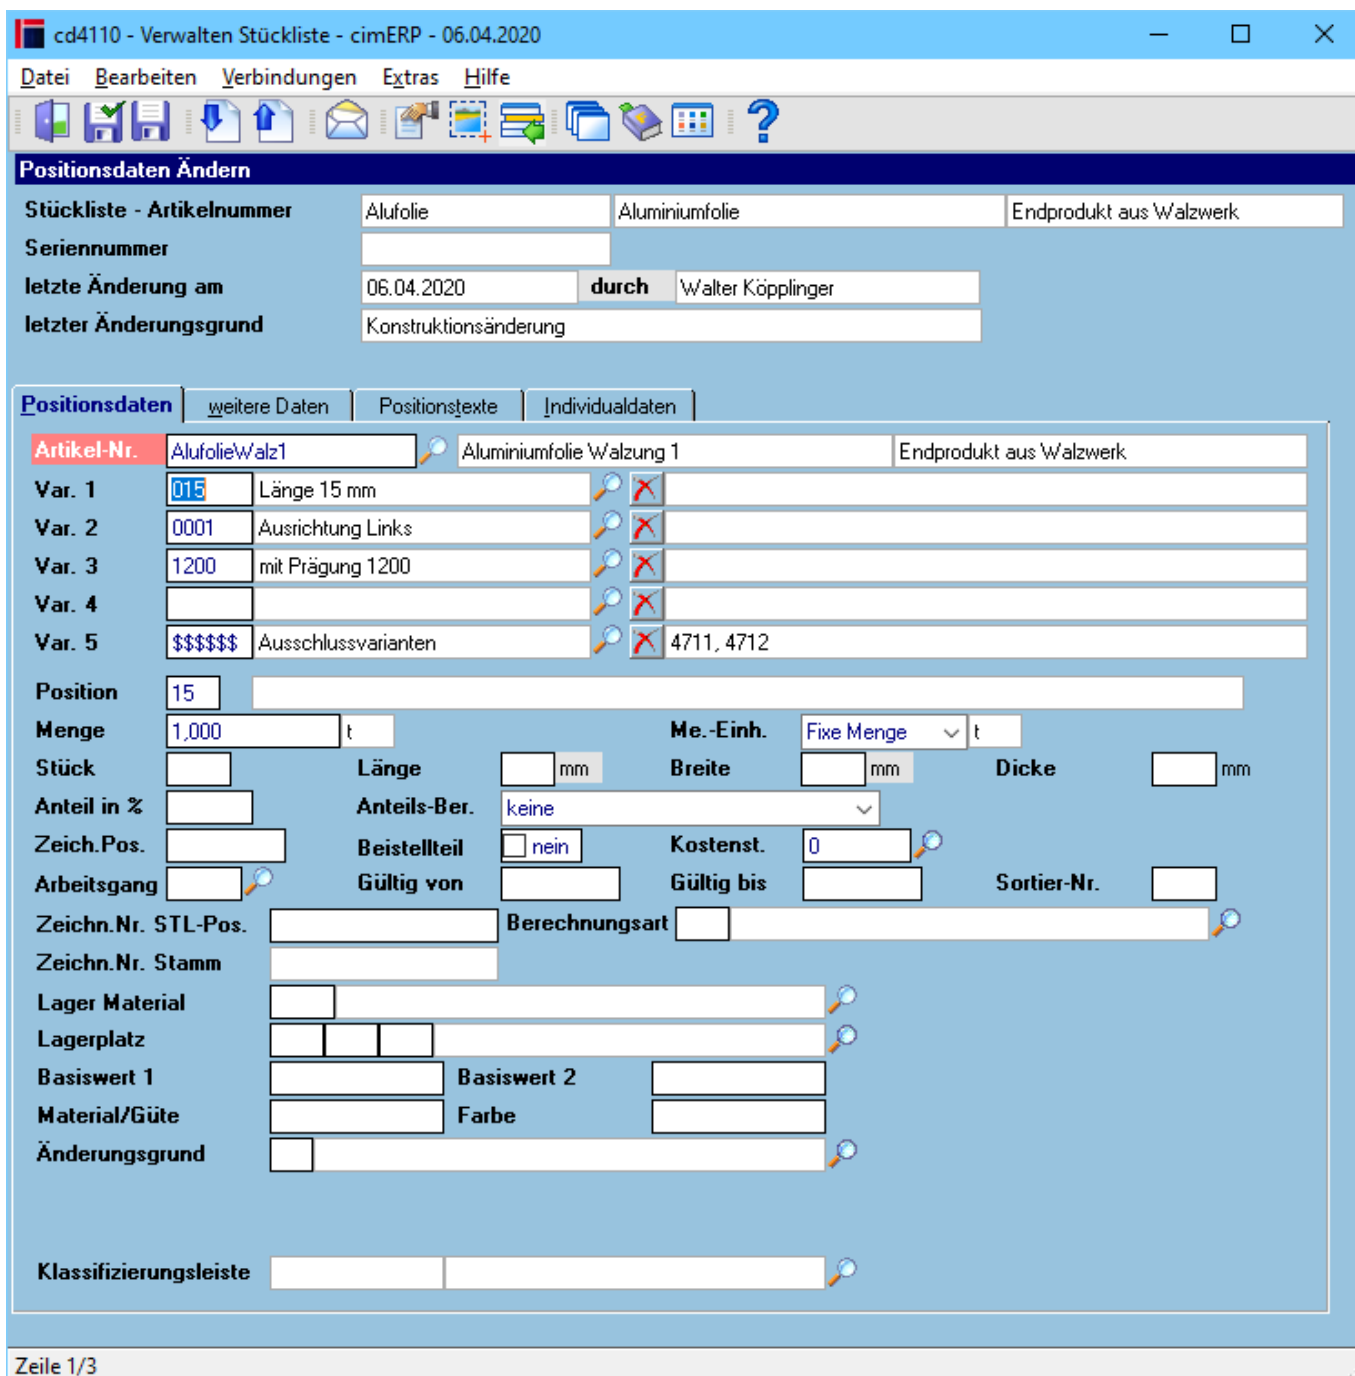 cd4110 - Verwalten Stückliste - cimERP - 06.04.2020
Datei Bearbeiten Verbindungen Extras Hilfe
Positionsdaten Ändern
Stückliste - Artikelnummer Alufolie Aluminiumfolie Endprodukt aus Walzwerk
Seriennummer
letzte Änderung am 06.04.2020 durch Walter Köpplinger
letzter Änderungsgrund Konstruktionsänderung
Positionsdaten weitere Daten Positionstexte Individualdaten
Artikel-Nr. AlufolieWalz1 Aluminiumfolie Walzung 1 Endprodukt aus Walzwerk
Var. 1 015 Länge 15 mm
Var. 2 0001 Ausrichtung Links
Var. 3 1200 mit Prägung 1200
Var. 4
Var. 5 $$$$$$ Ausschlussvarianten 4711, 4712
Position 15
Menge 1,000 t Me.-Einh. Fixe Menge t
Stück Länge mm Breite mm Dicke mm
Anteil in % Anteils-Ber. keine
Zeich.Pos. Beistellteil nein Kostenst. 0
Arbeitsgang Gültig von Gültig bis Sortier-Nr.
Zeichn.Nr. STL-Pos. Berechnungsart
Zeichn.Nr. Stamm
Lager Material
Lagerplatz
Basiswert 1 Basiswert 2
Material/Güte Farbe
Änderungsgrund
Klassifizierungsleiste
Zeile 1/3